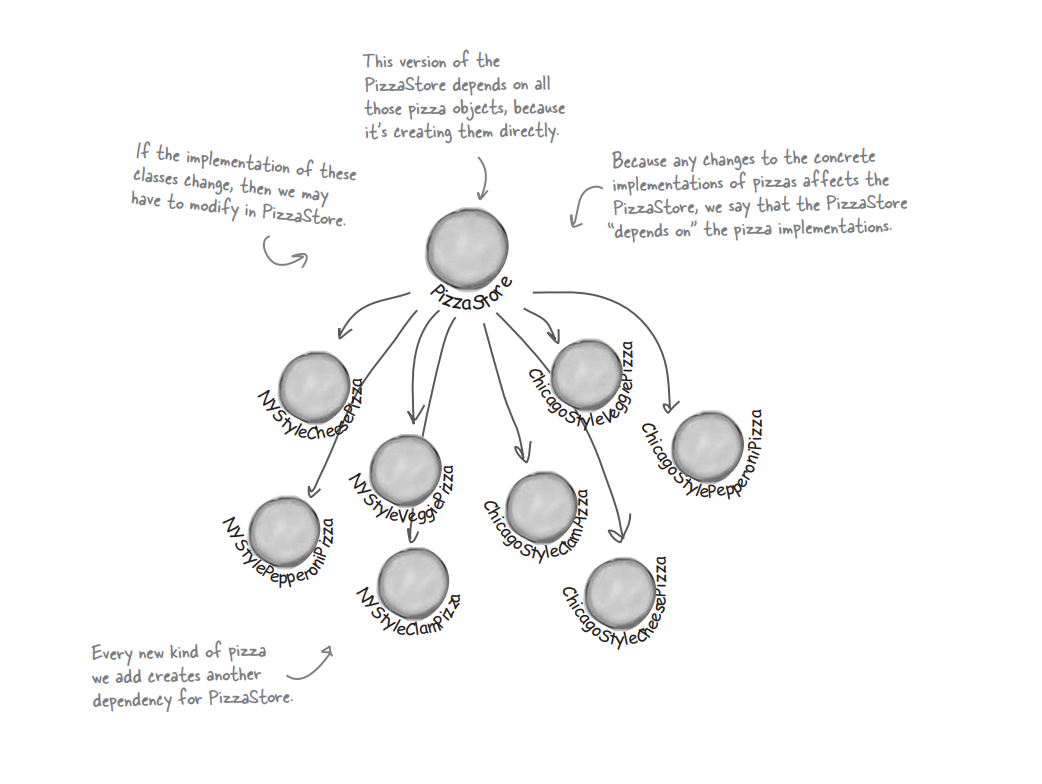 This version of the
PizzaStore depends on all
those pizza objects, because
it's creating them directly.
If the implementation of these
classes change, then we may
have to modify in PizzaStore.
Because any changes to the concrete
implementations of pizzas affects the
PizzaStore, we say that the PizzaStore
"depends on" the pizza implementations.
PizzaStore
NYStyleCheesePizza
ChicagoStyleVeggiePizza
ChicagoStylePepperoniPizza
NYStyleVeggiePizza
ChicagoStyleClamPizza
NYStylePepperoniPizza
NYStyleClamPizza
ChicagoStyleCheesePizza
Every new kind of pizza
we add creates another
dependency for PizzaStore.